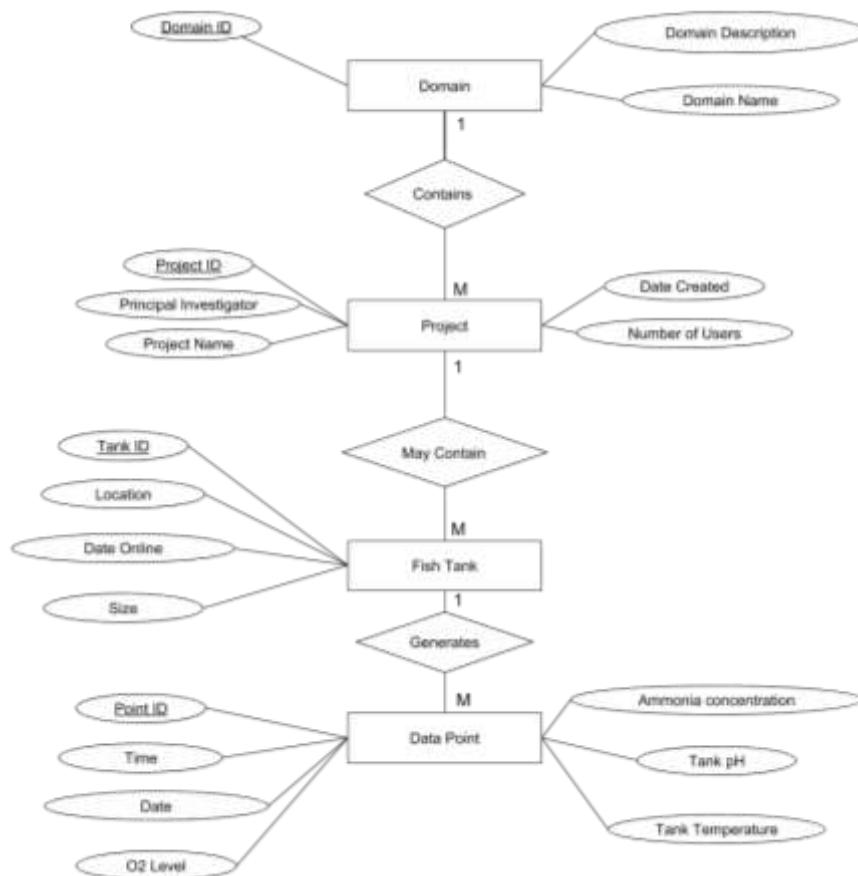 Domain ID
Domain Description
Domain
Domain Name
1
Contains
Project ID
M
Date Created
Principal Investigator
Project
Number of Users
Project Name
1
Tank ID
May Contain
Location
M
Date Online
Fish Tank
Size
1
Generates
Point ID
M
Ammonia concentration
Data Point
Time
Tank pH
Date
Tank Temperature
O2 Level